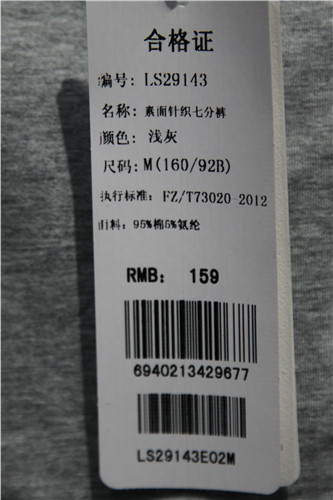 合格证
编号: LS29143
名称: 素面针织七分裤
颜色: 浅灰
尺码: M(160/92B)
执行标准: FZ/T73020-2012
面料: 95%棉5%氨纶
RMB: 159
6940213429677
LS29143E02M